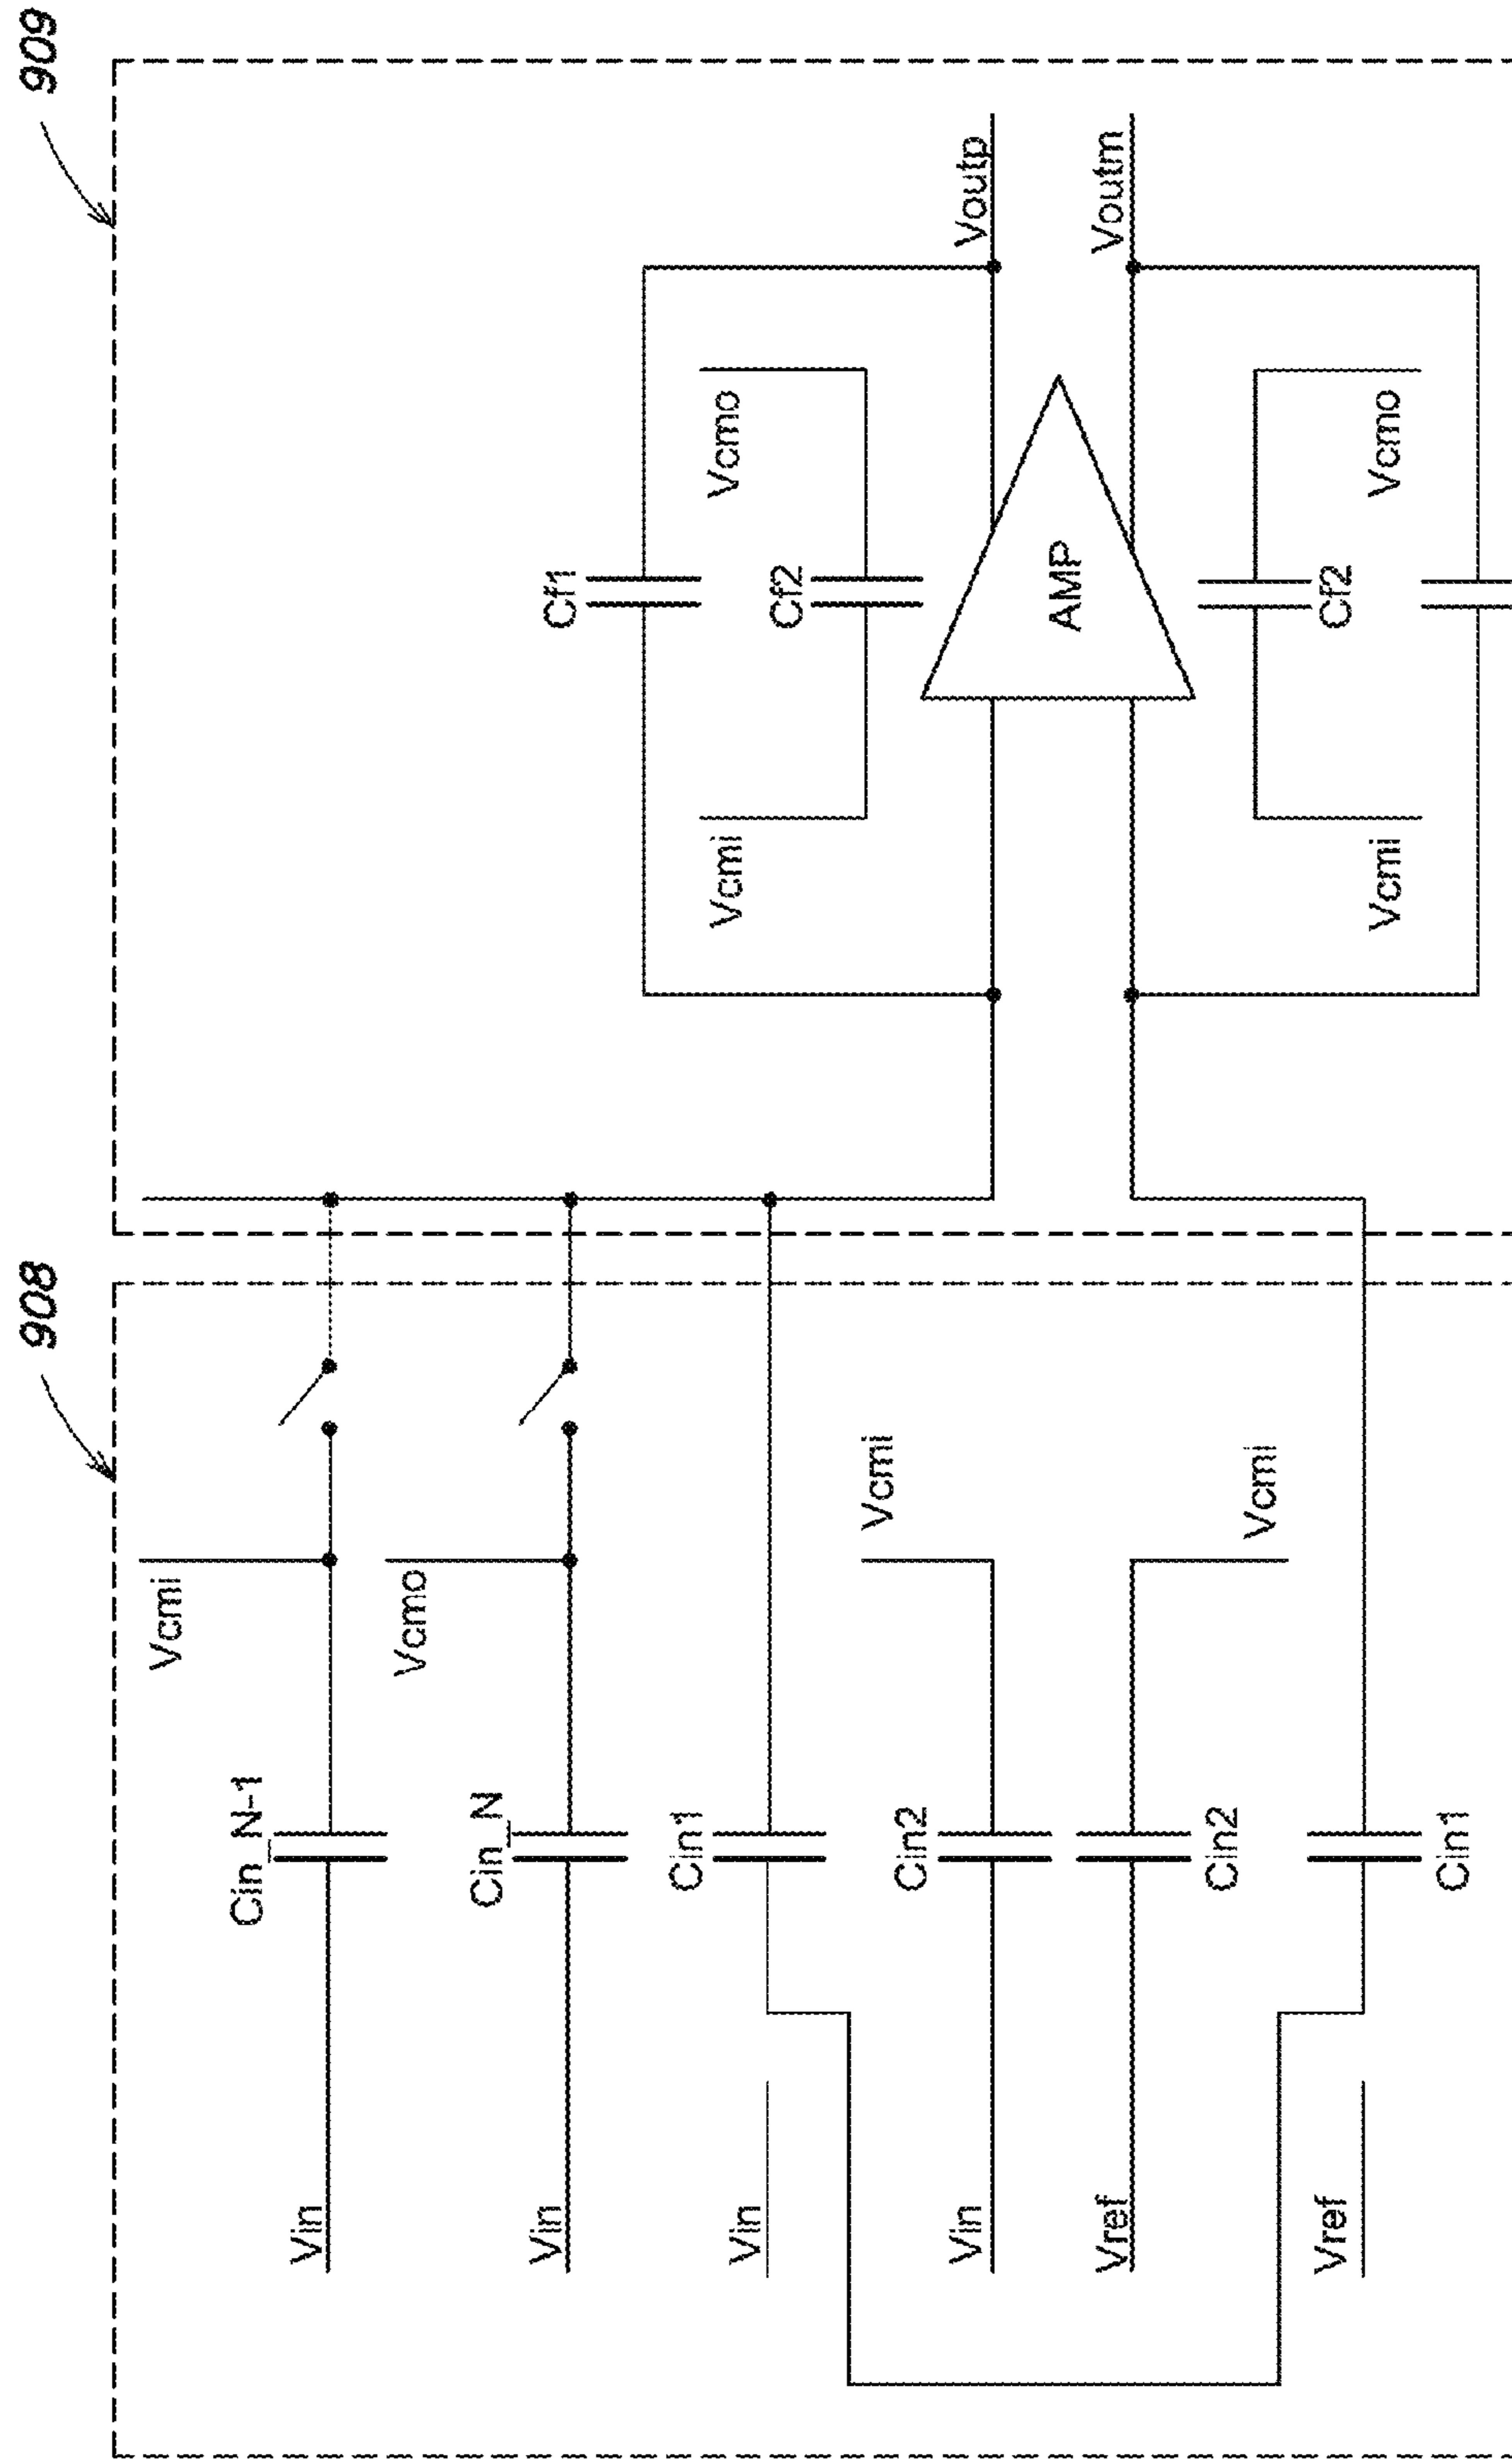 908
909
Vcmi
Cin_N-1
Vin
Vcmo
Cin_N
Vin
Cf1
Cin1
Vcmi
Vcmo
Vin
Cf2
Vcmi
Cin2
Vin
Voutp
AMP
Vref
Voutm
Cin2
Vcmi
Vref
Cf2
Vcmi
Vcmo
Cin1